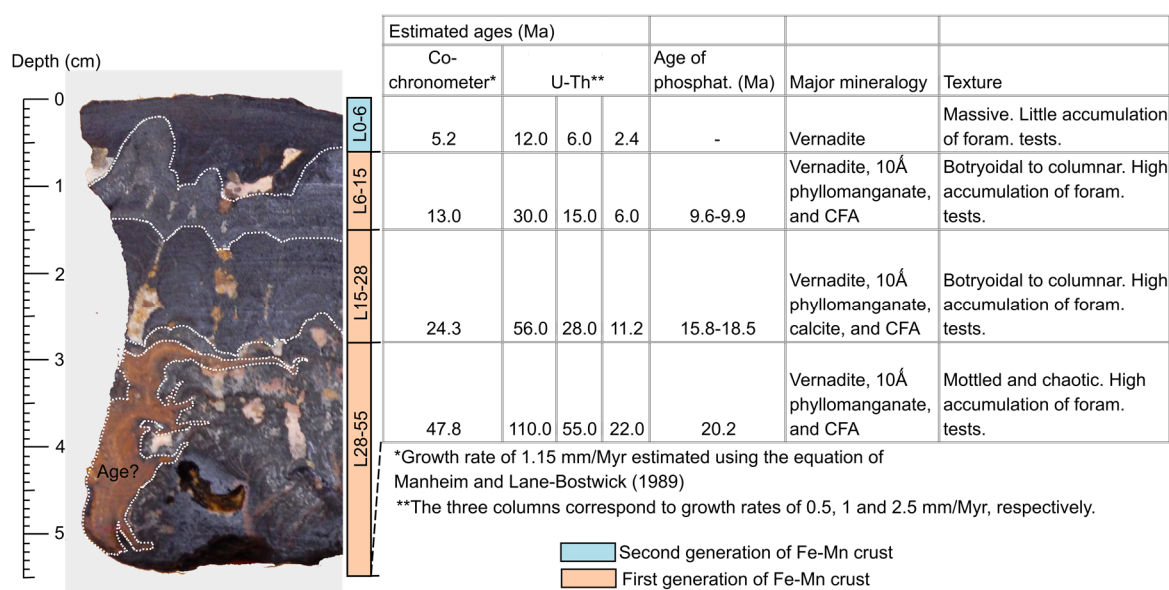 Estimated ages (Ma)
Depth (cm)
Co-
chronometer*
U-Th**
Age of
phosphat. (Ma)
Major mineralogy
Texture
0
1
2
3
4
5
L0-6
5.2
12.0
6.0
2.4
-
Vernadite
Massive. Little accumulation
of foram. tests.
L6-15
13.0
30.0
15.0
6.0
9.6-9.9
Vernadite, 10Å
phyllomanganate,
and CFA
Botryoidal to columnar. High
accumulation of foram.
tests.
L15-28
24.3
56.0
28.0
11.2
15.8-18.5
Vernadite, 10Å
phyllomanganate,
calcite, and CFA
Botryoidal to columnar. High
accumulation of foram.
tests.
L28-55
47.8
110.0
55.0
22.0
20.2
Vernadite, 10Å
phyllomanganate,
and CFA
Mottled and chaotic. High
accumulation of foram.
tests.
Age?
*Growth rate of 1.15 mm/Myr estimated using the equation of
Manheim and Lane-Bostwick (1989)
**The three columns correspond to growth rates of 0.5, 1 and 2.5 mm/Myr, respectively.
Second generation of Fe-Mn crust
First generation of Fe-Mn crust